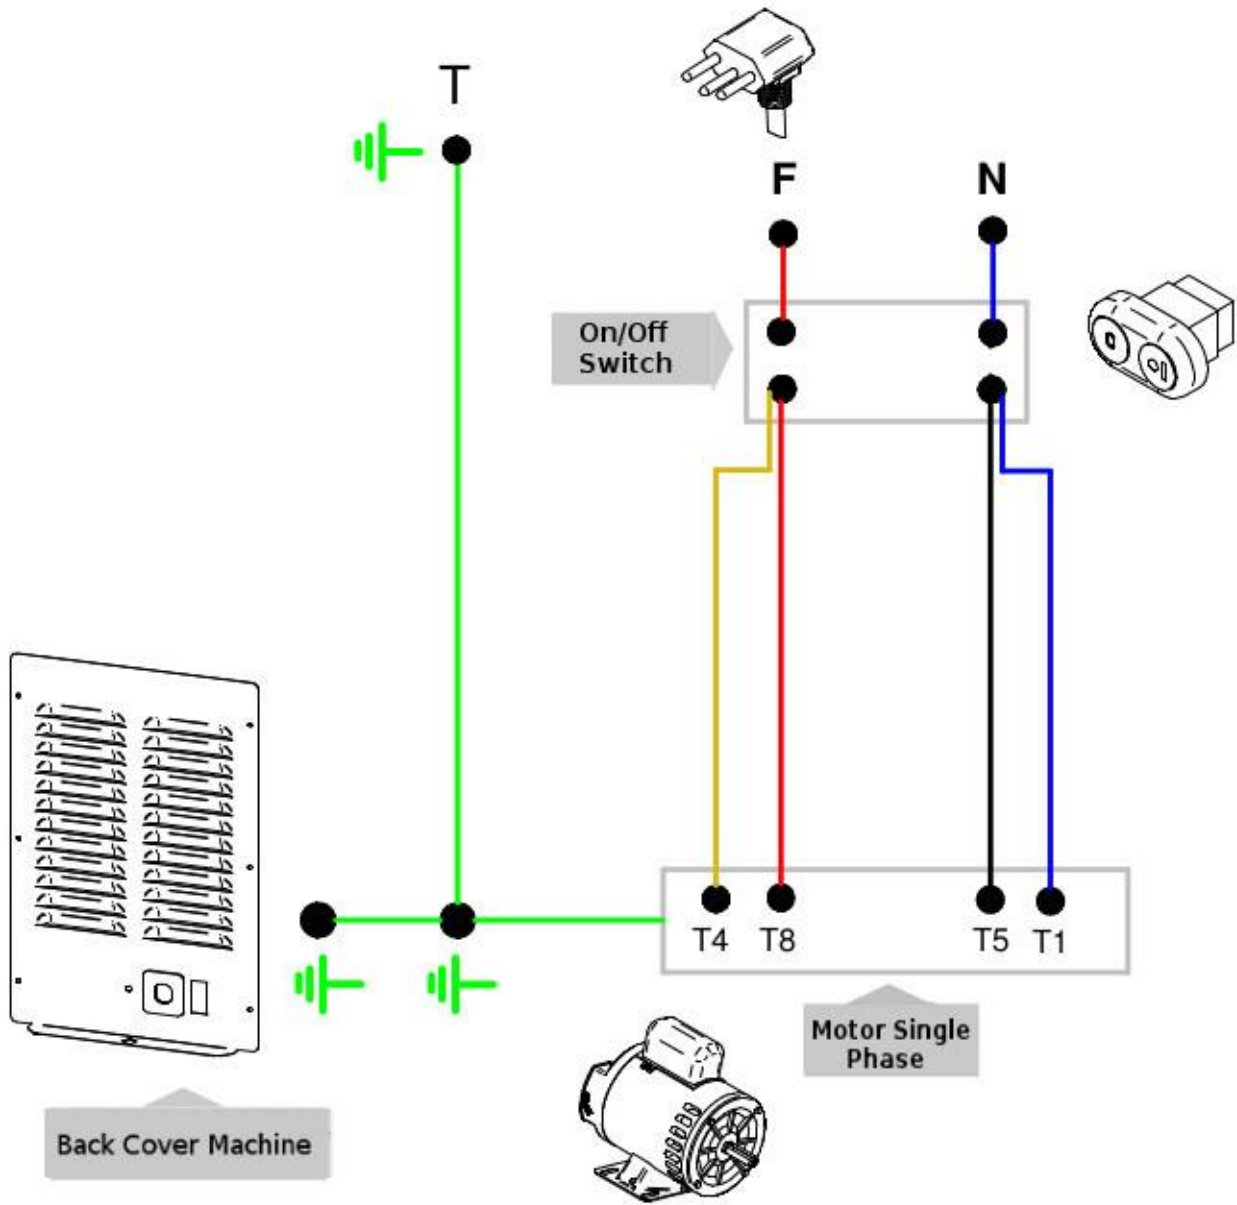 T
F
N
On/Off
Switch
T4
T8
T5
T1
Motor Single
Phase
Back Cover Machine